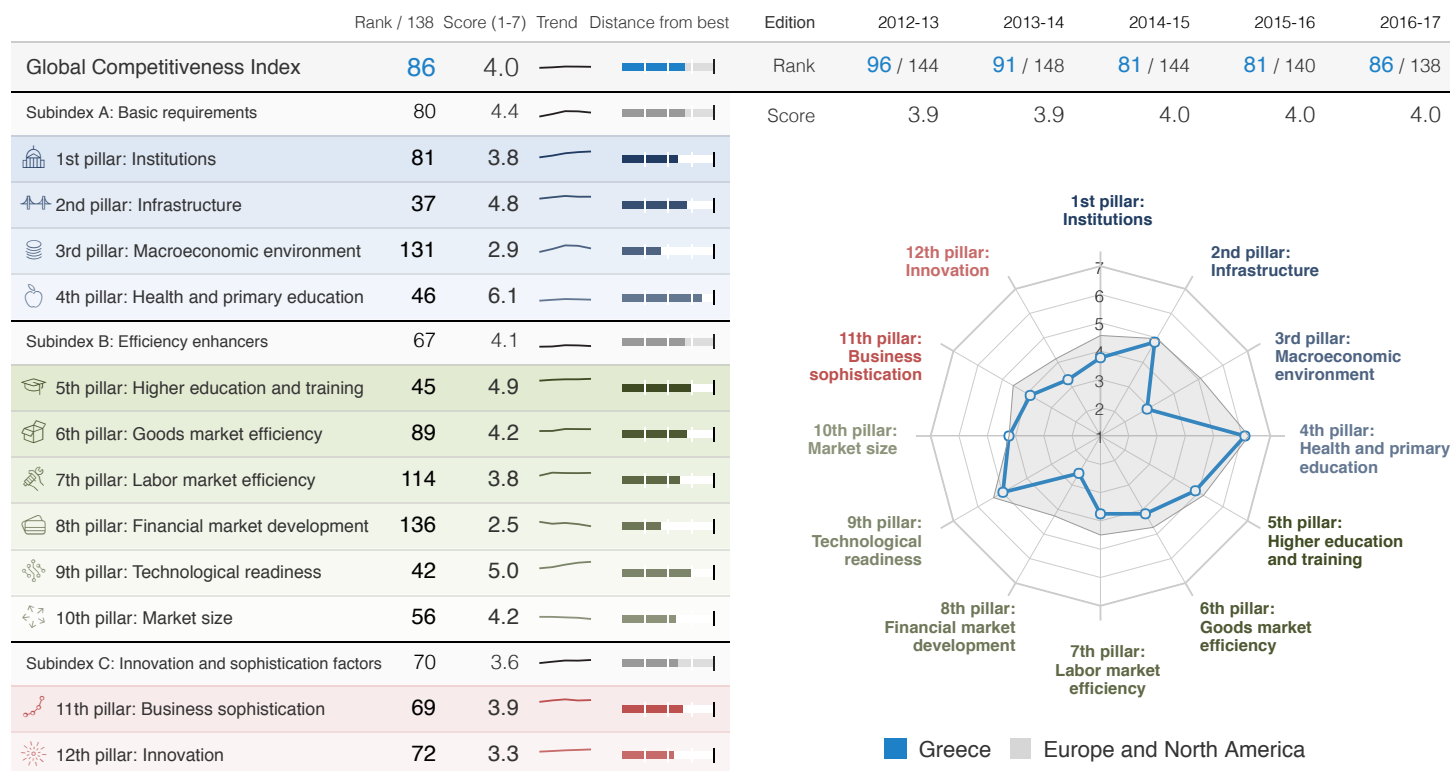 Rank / 138 Score (1-7) Trend Distance from best
Global Competitiveness Index 86 4.0
Subindex A: Basic requirements 80 4.4
1st pillar: Institutions 81 3.8
2nd pillar: Infrastructure 37 4.8
3rd pillar: Macroeconomic environment 131 2.9
4th pillar: Health and primary education 46 6.1
Subindex B: Efficiency enhancers 67 4.1
5th pillar: Higher education and training 45 4.9
6th pillar: Goods market efficiency 89 4.2
7th pillar: Labor market efficiency 114 3.8
8th pillar: Financial market development 136 2.5
9th pillar: Technological readiness 42 5.0
10th pillar: Market size 56 4.2
Subindex C: Innovation and sophistication factors 70 3.6
11th pillar: Business sophistication 69 3.9
12th pillar: Innovation 72 3.3
Edition 2012-13 2013-14 2014-15 2015-16 2016-17
Rank 96 / 144 91 / 148 81 / 144 81 / 140 86 / 138
Score 3.9 3.9 4.0 4.0 4.0
1st pillar:
Institutions
2nd pillar:
Infrastructure
3rd pillar:
Macroeconomic
environment
4th pillar:
Health and primary
education
5th pillar:
Higher education
and training
6th pillar:
Goods market
efficiency
7th pillar:
Labor market
efficiency
8th pillar:
Financial market
development
9th pillar:
Technological
readiness
10th pillar:
Market size
11th pillar:
Business
sophistication
12th pillar:
Innovation
7
6
5
4
3
2
1
Greece Europe and North America